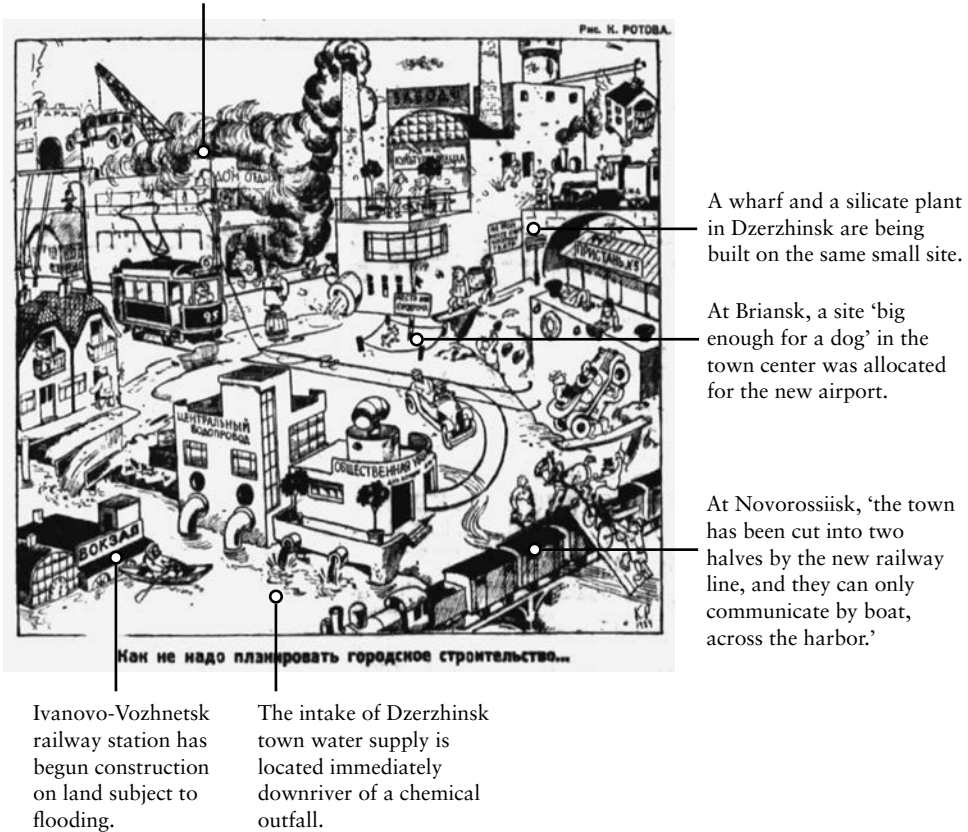 Рис. К. РОТОВА.
ЗАВОД
ДОМ ОТДЫ
ПРИСТАНЬ №5
95
ЦЕНТРАЛЬНЫЙ
ВОДОПРОВОД
ОБЩЕСТВЕННАЯ
ВОКЗАЛ
Как не надо планировать городское строительство...
A wharf and a silicate plant
in Dzerzhinsk are being
built on the same small site.
At Briansk, a site ‘big
enough for a dog’ in the
town center was allocated
for the new airport.
At Novorossiisk, ‘the town
has been cut into two
halves by the new railway
line, and they can only
communicate by boat,
across the harbor.’
Ivanovo-Vozhnetsk
railway station has
begun construction
on land subject to
flooding.
The intake of Dzerzhinsk
town water supply is
located immediately
downriver of a chemical
outfall.